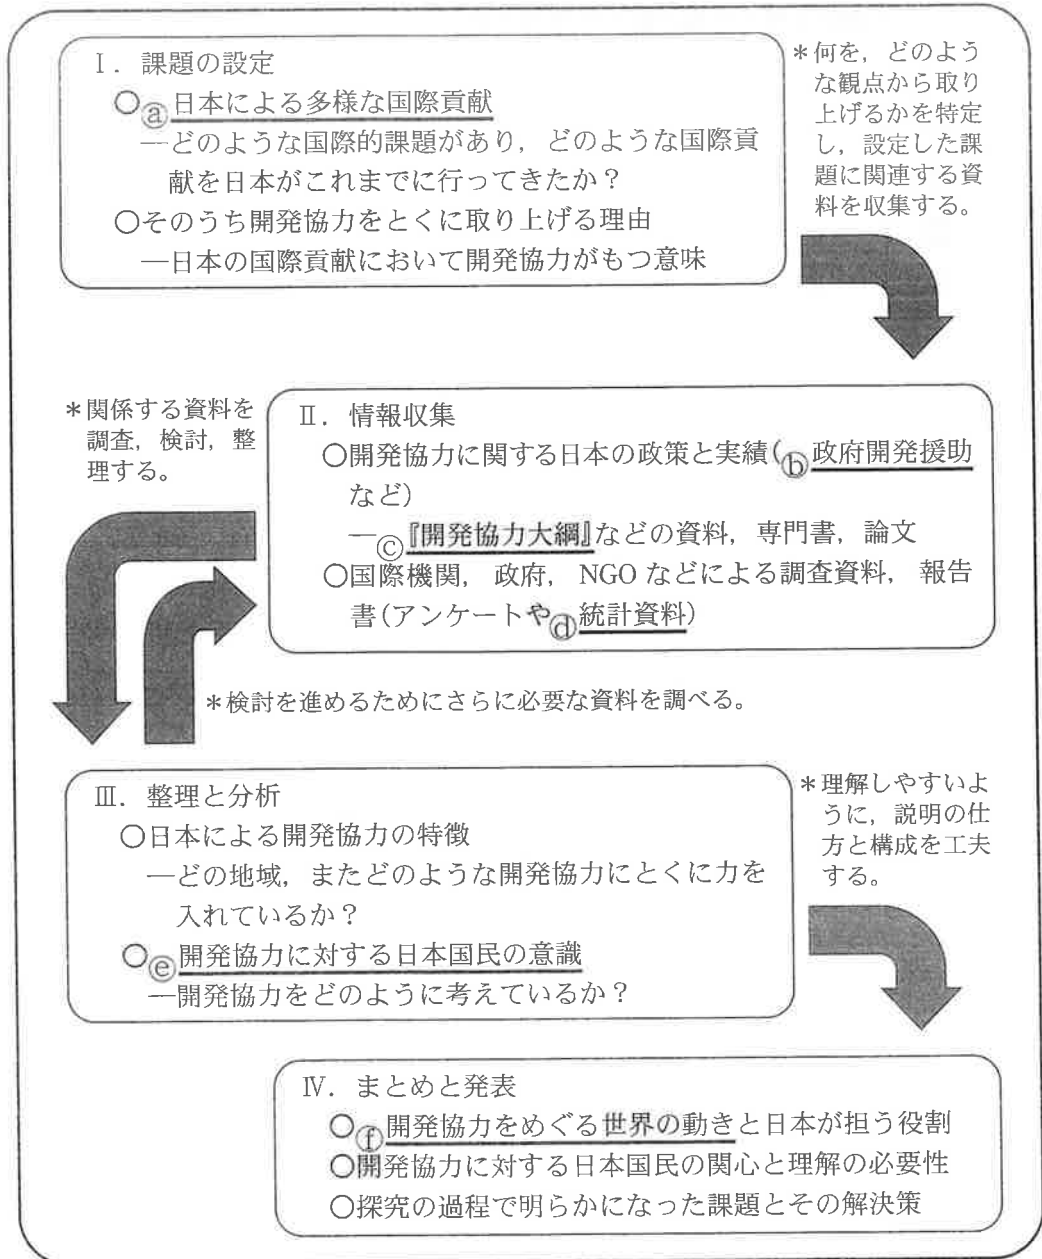 Ⅰ．課題の設定
○ⓐ日本による多様な国際貢献
―どのような国際的課題があり，どのような国際貢
献を日本がこれまでに行ってきたか？
○そのうち開発協力をとくに取り上げる理由
―日本の国際貢献において開発協力がもつ意味
＊何を，どのよう
な観点から取り
上げるかを特定
し，設定した課
題に関連する資
料を収集する。
＊関係する資料を
調査，検討，整
理する。
Ⅱ．情報収集
○開発協力に関する日本の政策と実績(ⓑ政府開発援助
など)
―ⓒ『開発協力大綱』などの資料，専門書，論文
○国際機関，政府，NGO などによる調査資料，報告
書(アンケートやⓓ統計資料)
＊検討を進めるためにさらに必要な資料を調べる。
Ⅲ．整理と分析
○日本による開発協力の特徴
―どの地域，またどのような開発協力にとくに力を
入れているか？
○ⓔ開発協力に対する日本国民の意識
―開発協力をどのように考えているか？
＊理解しやすいよ
うに，説明の仕
方と構成を工夫
する。
Ⅳ．まとめと発表
○ⓕ開発協力をめぐる世界の動きと日本が担う役割
○開発協力に対する日本国民の関心と理解の必要性
○探究の過程で明らかになった課題とその解決策